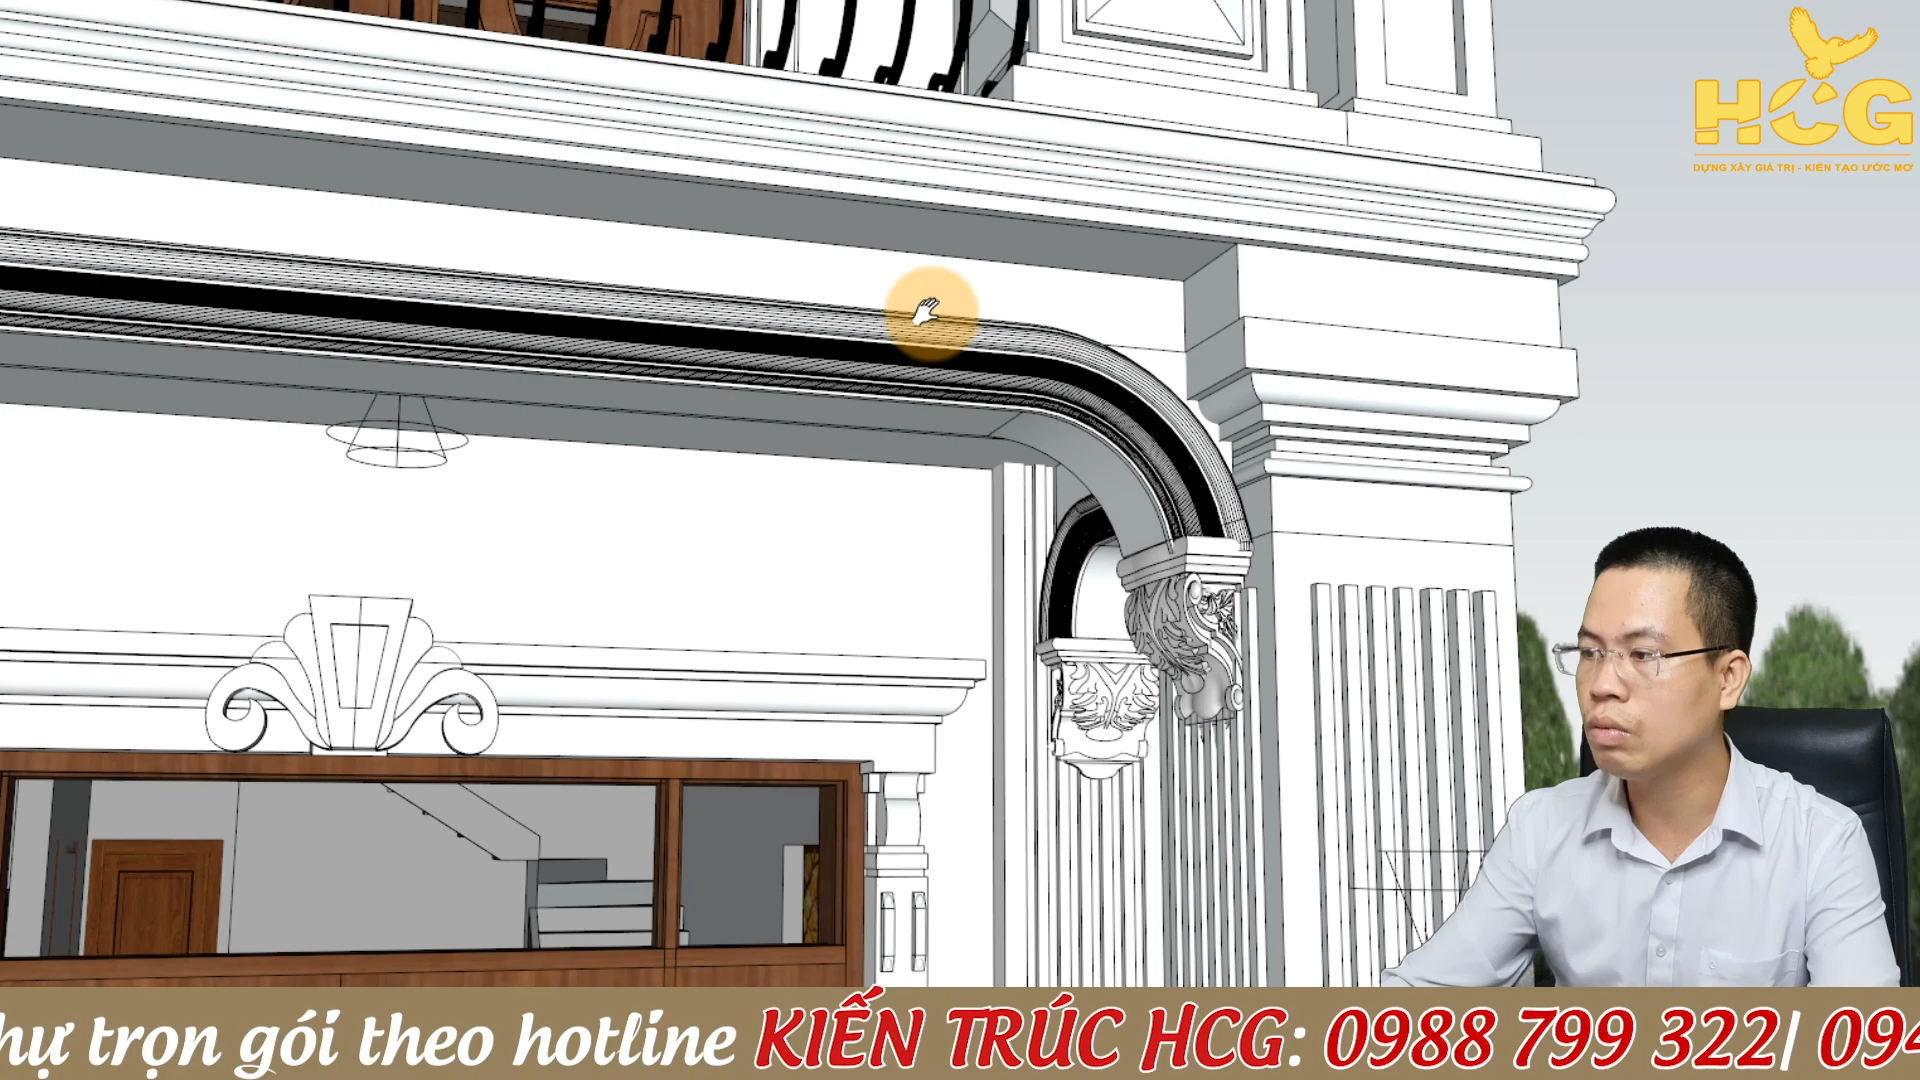 HCG
DỰNG XÂY GIÁ TRỊ - KIẾN TẠO ƯỚC MƠ
trọn gói theo hotline KIẾN TRÚC HCG: 0988 799 322/ 094